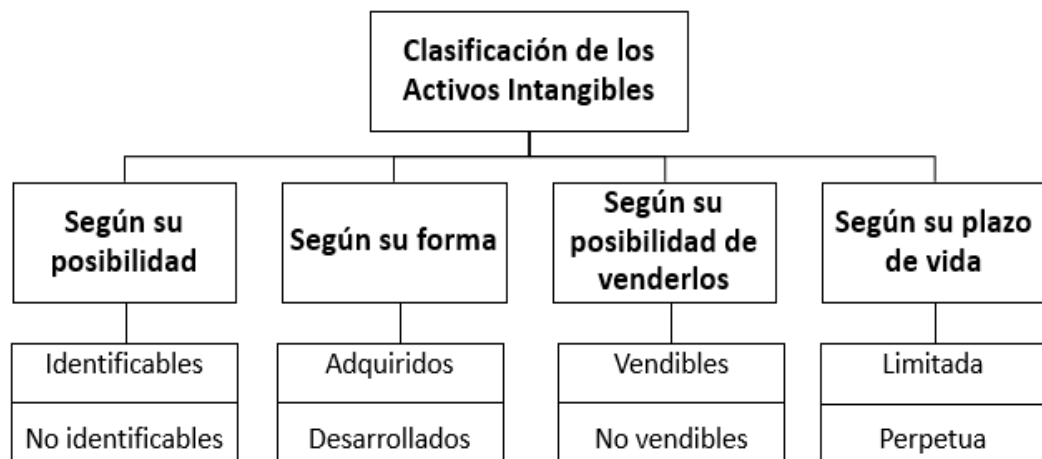 Clasificación de los
Activos Intangibles
Según su
posibilidad
Según su forma
Según su
posibilidad de
venderlos
Según su plazo
de vida
Identificables
Adquiridos
Vendibles
Limitada
No identificables
Desarrollados
No vendibles
Perpetua